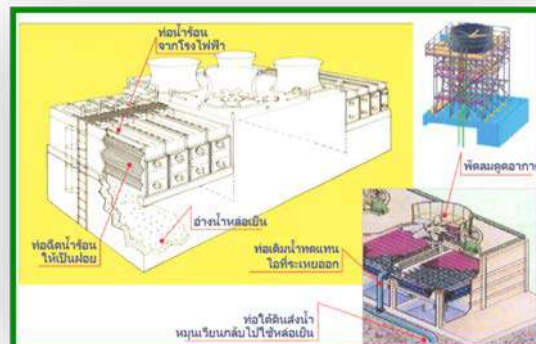 ท่อน้ำร้อน
จากโรงไฟฟ้า
พัดลมดูดอากาศ
อ่างน้ำหล่อเย็น
ท่อฉีดน้ำร้อน
ให้เป็นฝอย
ท่อเติมน้ำทดแทน
ไอที่ระเหยออก
ท่อใต้ดินส่งน้ำ
หมุนเวียนกลับไปใช้หล่อเย็น